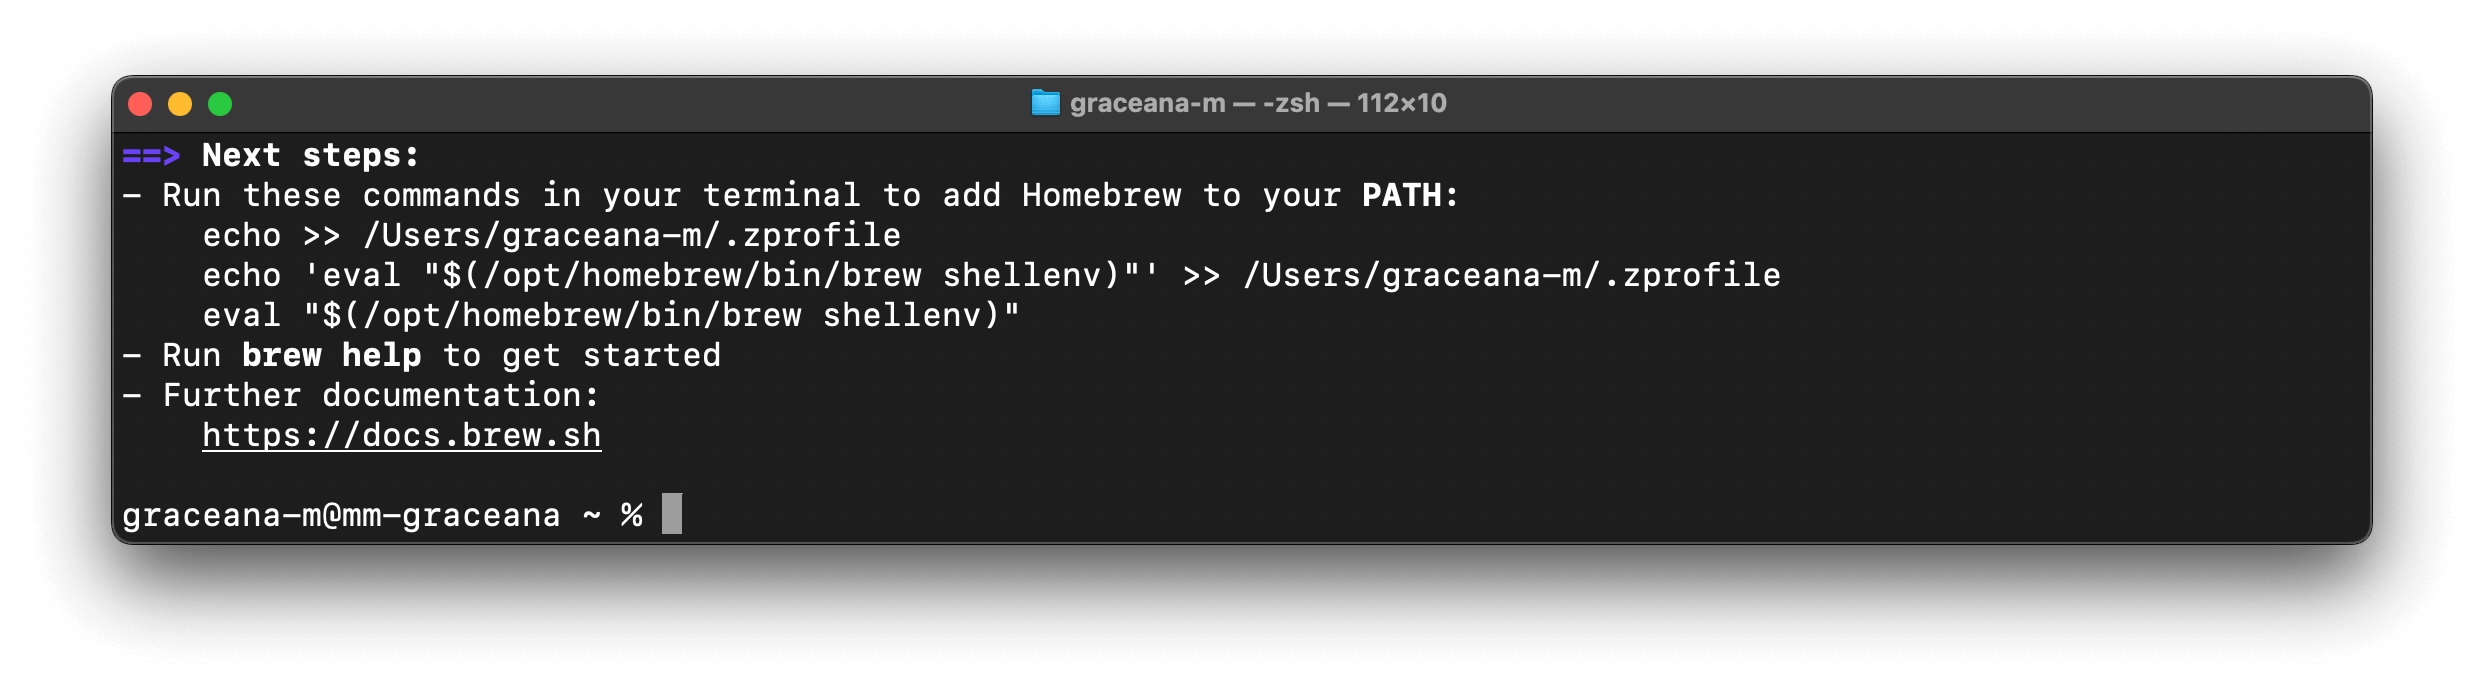 graceana-m — -zsh — 112×10
==> Next steps:
- Run these commands in your terminal to add Homebrew to your PATH:
    echo >> /Users/graceana-m/.zprofile
    echo 'eval "$(/opt/homebrew/bin/brew shellenv)"' >> /Users/graceana-m/.zprofile
    eval "$(/opt/homebrew/bin/brew shellenv)"
- Run brew help to get started
- Further documentation:
    https://docs.brew.sh
graceana-m@mm-graceana ~ %